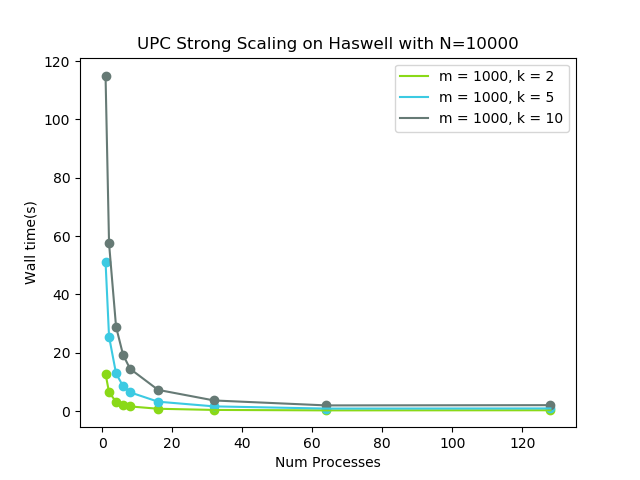 UPC Strong Scaling on Haswell with N=10000
m = 1000, k = 2
m = 1000, k = 5
m = 1000, k = 10
Wall time(s)
120
100
80
60
40
20
0
0 20 40 60 80 100 120
Num Processes